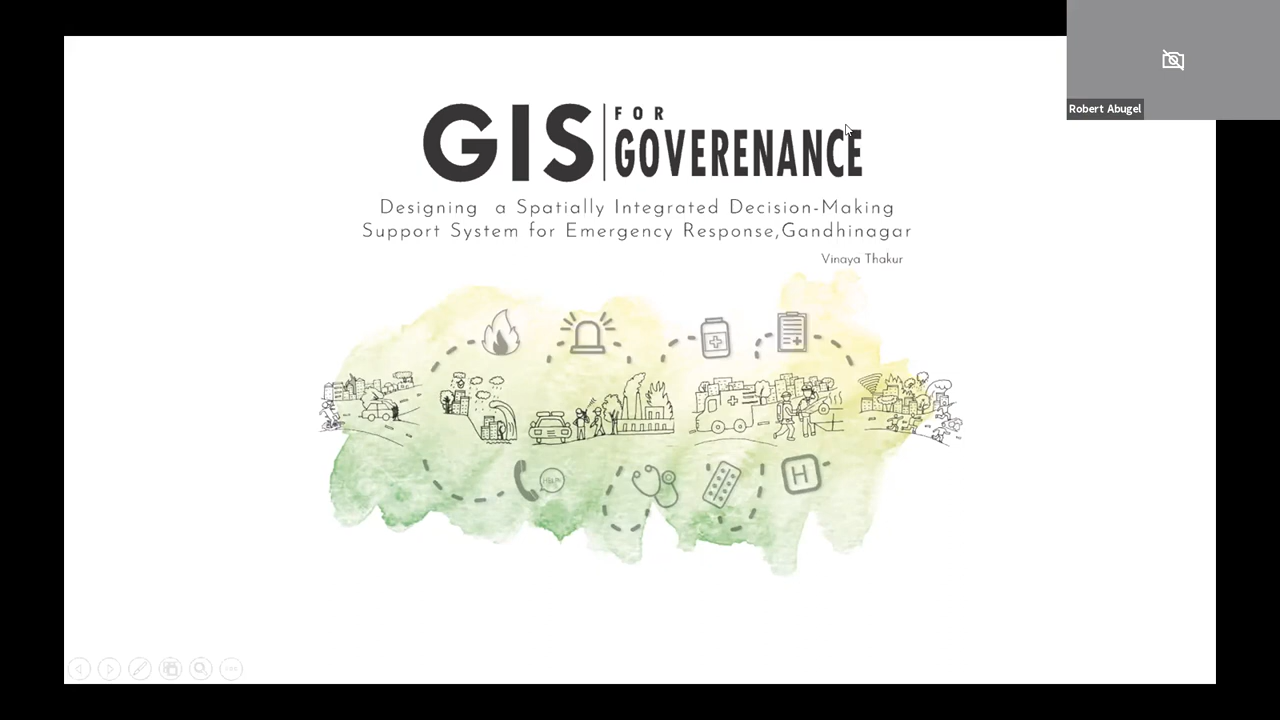 GIS
FOR
GOVERENANCE
Designing a Spatially Integrated Decision-Making
Support System for Emergency Response,Gandhinagar
Vinaya Thakur
H
Robert Abugel